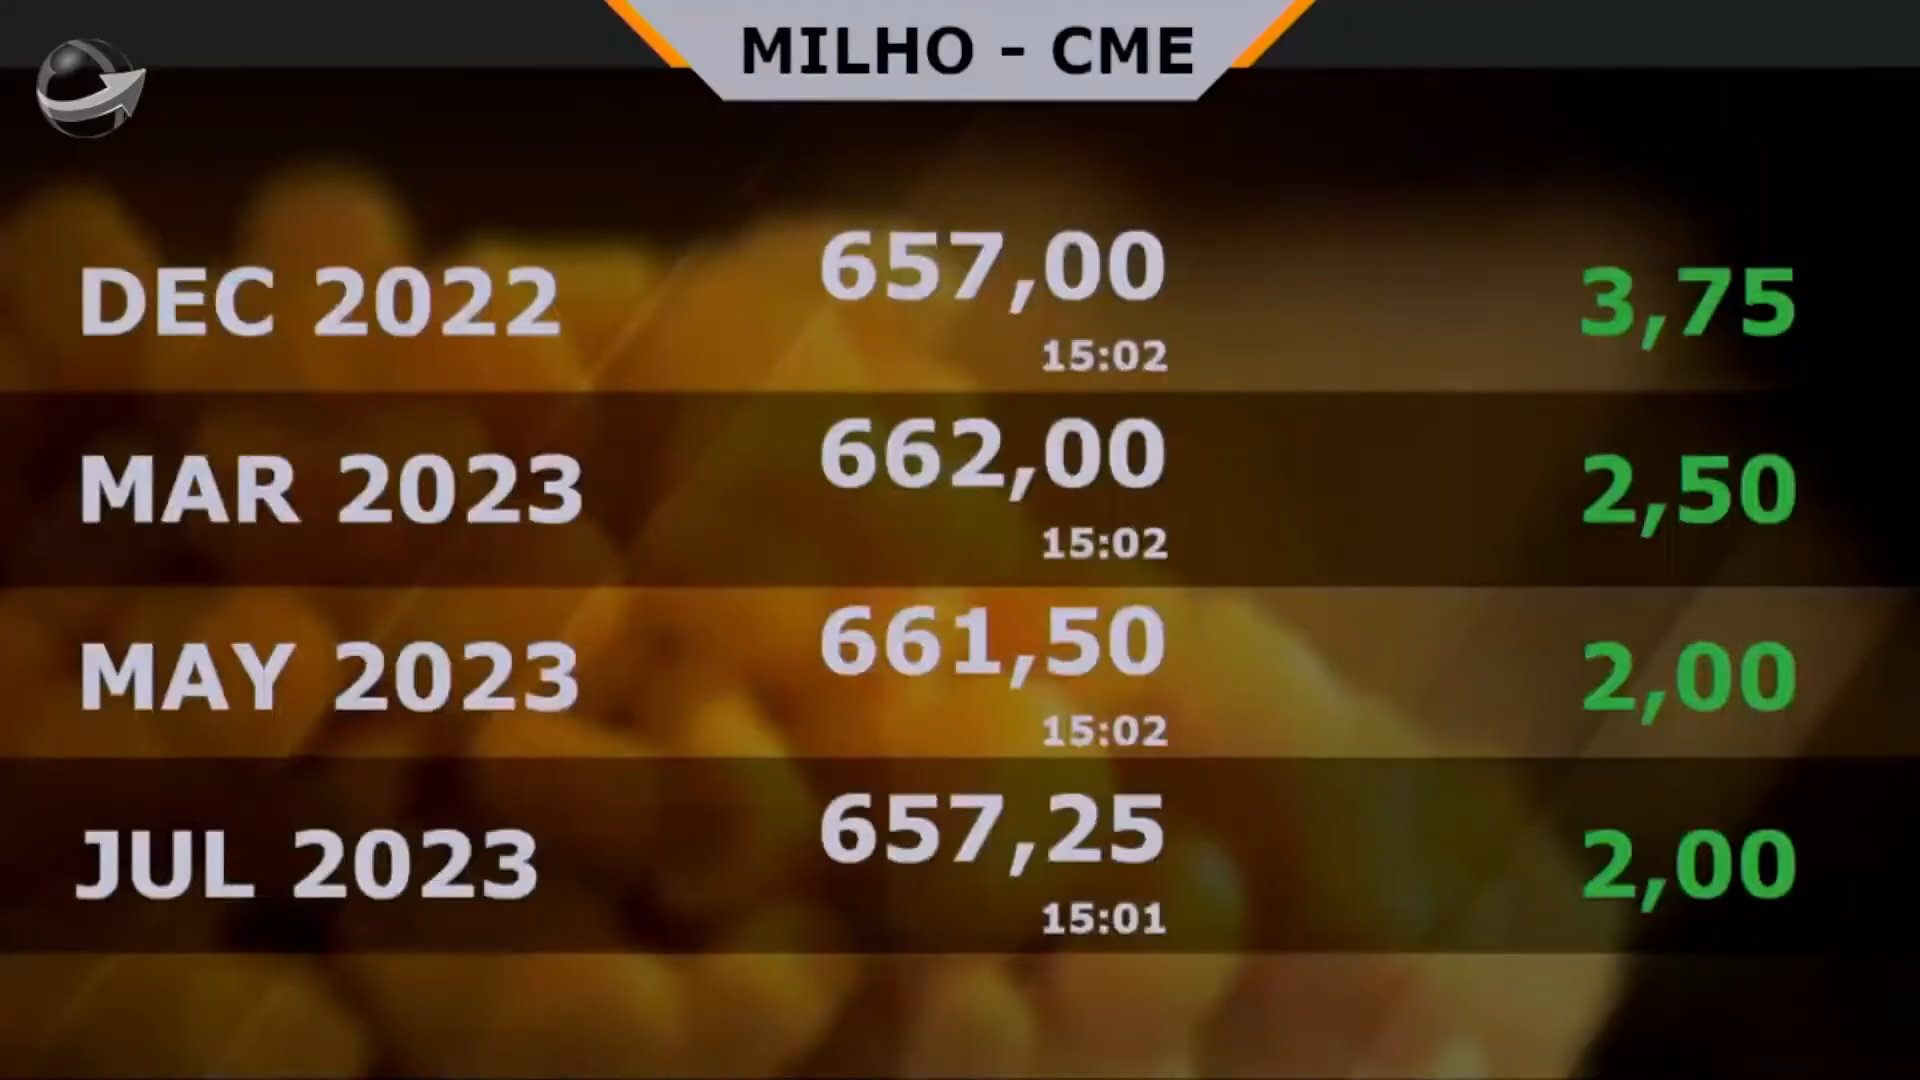 MILHO - CME
DEC 2022 657,00 3,75
15:02
MAR 2023 662,00 2,50
15:02
MAY 2023 661,50 2,00
15:02
JUL 2023 657,25 2,00
15:01